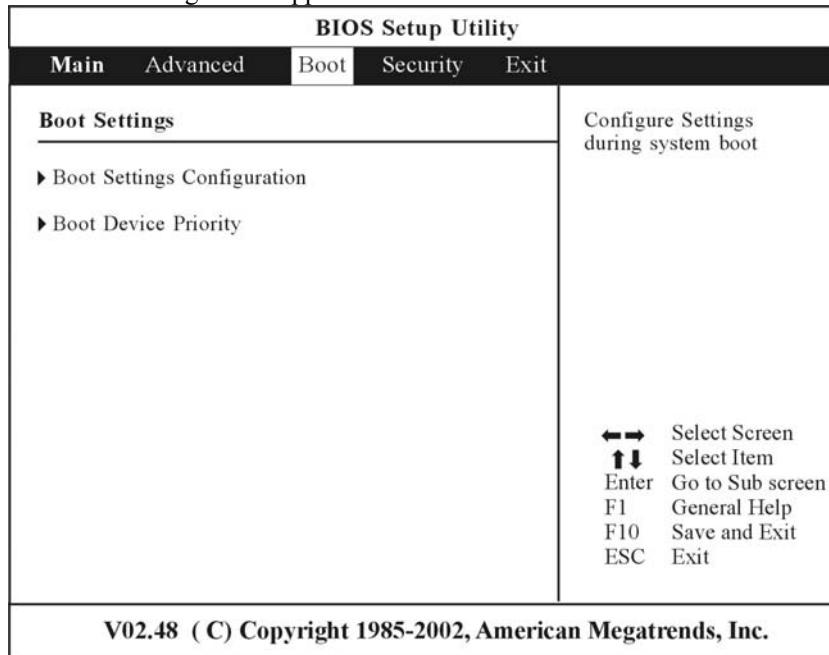 BIOS Setup Utility
Main Advanced Boot Security Exit
Boot Settings
Boot Settings Configuration
Boot Device Priority
Configure Settings
during system boot
Select Screen
Select Item
Enter Go to Sub screen
F1 General Help
F10 Save and Exit
ESC Exit
V02.48 ( C) Copyright 1985-2002, American Megatrends, Inc.